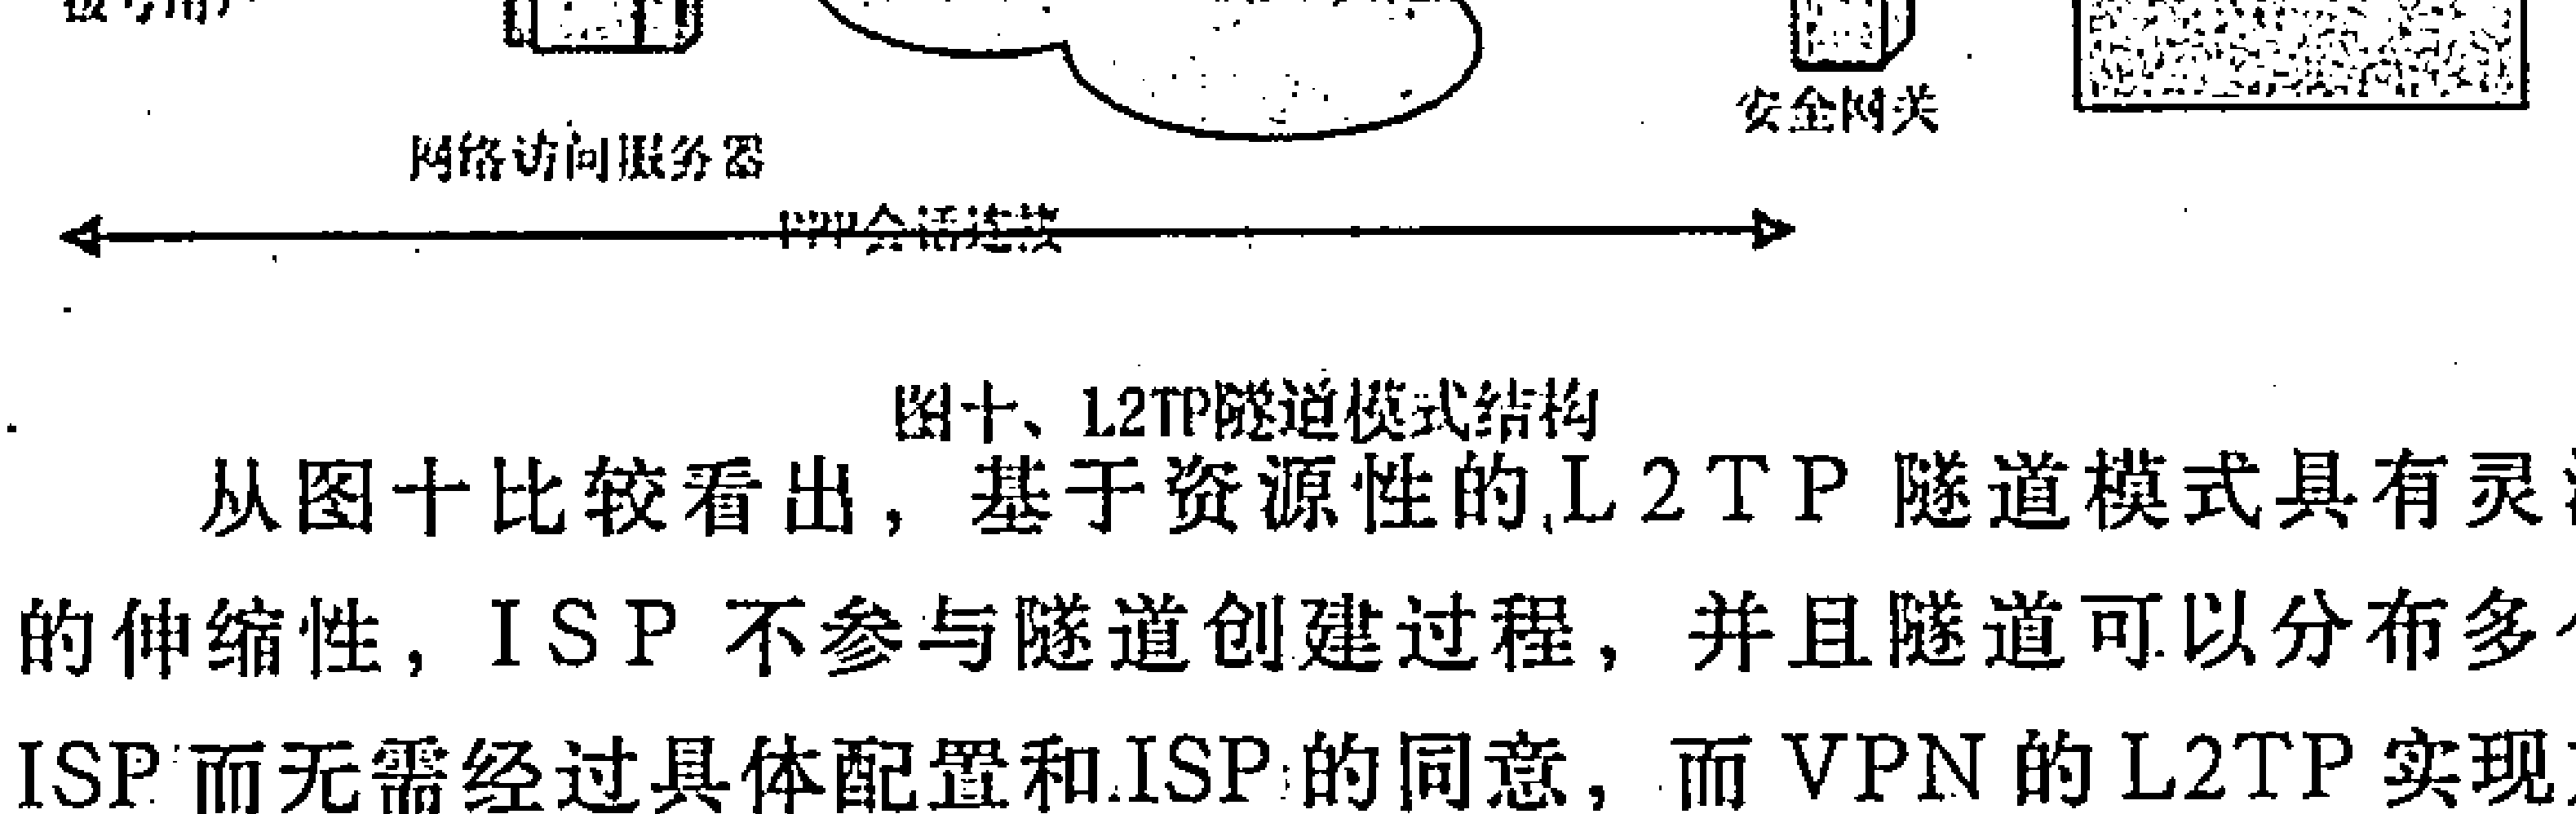 拨号用户
安全网关
网络访问服务器
PPP会话连接
图十、L2TP隧道模式结构
从图十比较看出，基于资源性的L2TP隧道模式具有灵
的伸缩性，ISP不参与隧道创建过程，并且隧道可以分布多
ISP而无需经过具体配置和ISP的同意，而VPN的L2TP实现